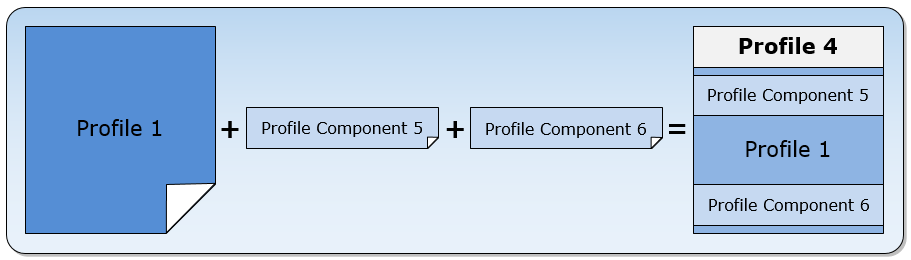 Profile 1
+
Profile Component 5
+
Profile Component 6
=
Profile 4
Profile Component 5
Profile 1
Profile Component 6